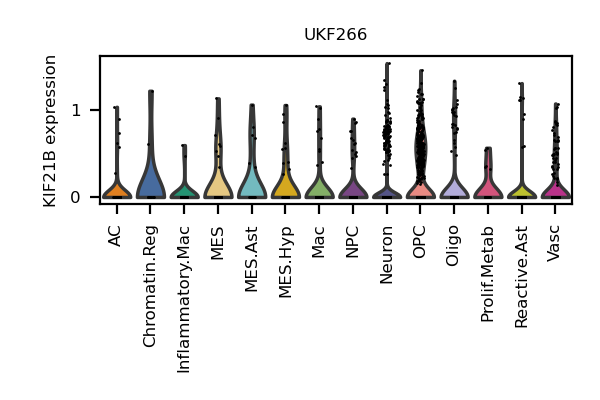 UKF266
KIF21B expression
1
0
AC
Chromatin.Reg
Inflammatory.Mac
MES
MES.Ast
MES.Hyp
Mac
NPC
Neuron
OPC
Oligo
Prolif.Metab
Reactive.Ast
Vasc